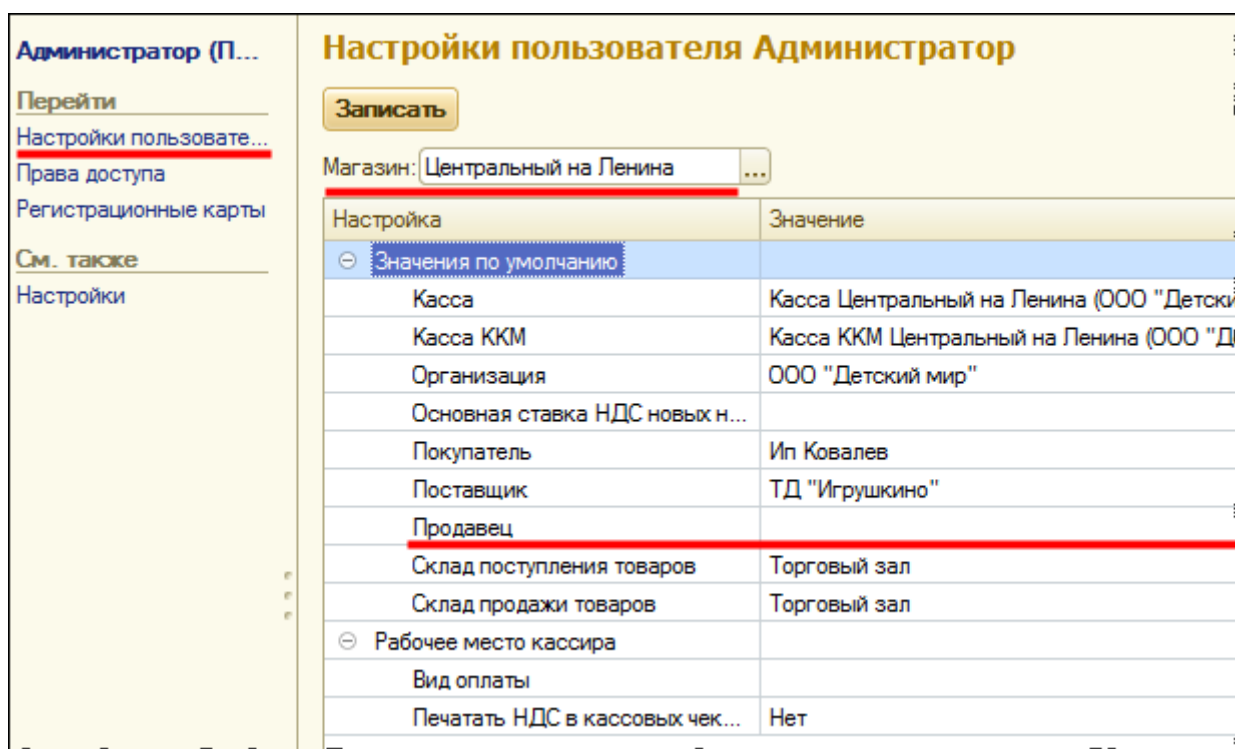 Администратор (П...
Перейти
Настройки пользовате...
Права доступа
Регистрационные карты
См. также
Настройки
Настройки пользователя Администратор
Записать
Магазин: Центральный на Ленина ...
Настройка Значение
Значения по умолчанию
Касса Касса Центральный на Ленина (ООО "Детски
Касса ККМ Касса ККМ Центральный на Ленина (ООО "Д
Организация ООО "Детский мир"
Основная ставка НДС новых н...
Покупатель Ип Ковалев
Поставщик ТД "Игрушкино"
Продавец
Склад поступления товаров Торговый зал
Склад продажи товаров Торговый зал
Рабочее место кассира
Вид оплаты
Печатать НДС в кассовых чек... Нет